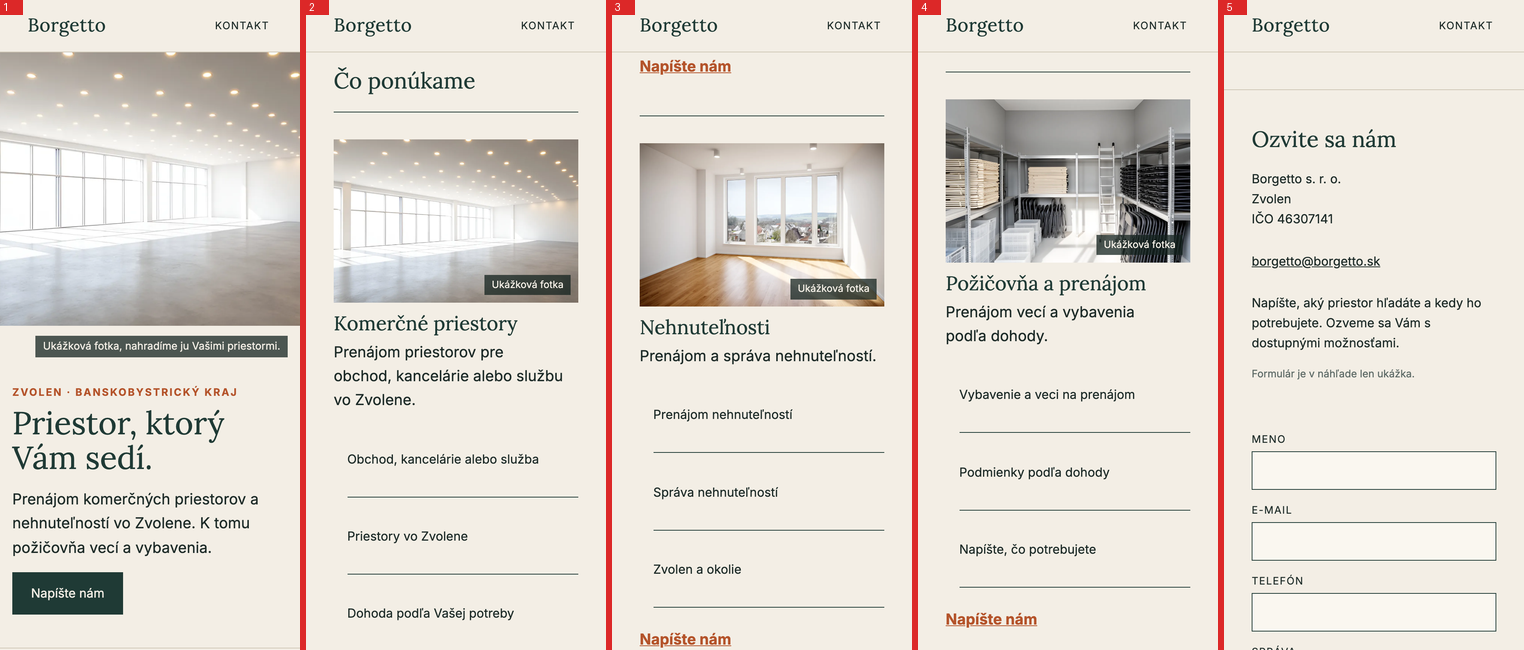 1
Borgetto
KONTAKT
Ukážková fotka, nahradíme ju Vašimi priestormi.
ZVOLEN · BANSKOBYSTRICKÝ KRAJ
Priestor, ktorý
Vám sedí.
Prenájom komerčných priestorov a
nehnuteľností vo Zvolene. K tomu
požičovňa vecí a vybavenia.
Napíšte nám
2
Borgetto
KONTAKT
Čo ponúkame
Ukážková fotka
Komerčné priestory
Prenájom priestorov pre
obchod, kancelárie alebo službu
vo Zvolene.
Obchod, kancelárie alebo služba
Priestory vo Zvolene
Dohoda podľa Vašej potreby
3
Borgetto
KONTAKT
Napíšte nám
Ukážková fotka
Nehnuteľnosti
Prenájom a správa nehnuteľností.
Prenájom nehnuteľností
Správa nehnuteľností
Zvolen a okolie
Napíšte nám
4
Borgetto
KONTAKT
Ukážková fotka
Požičovňa a prenájom
Prenájom vecí a vybavenia
podľa dohody.
Vybavenie a veci na prenájom
Podmienky podľa dohody
Napíšte, čo potrebujete
Napíšte nám
5
Borgetto
KONTAKT
Ozvite sa nám
Borgetto s. r. o.
Zvolen
IČO 46307141
borgetto@borgetto.sk
Napíšte, aký priestor hľadáte a kedy ho
potrebujete. Ozveme sa Vám s
dostupnými možnosťami.
Formulár je v náhľade len ukážka.
MENO
E-MAIL
TELEFÓN
SPRÁVA